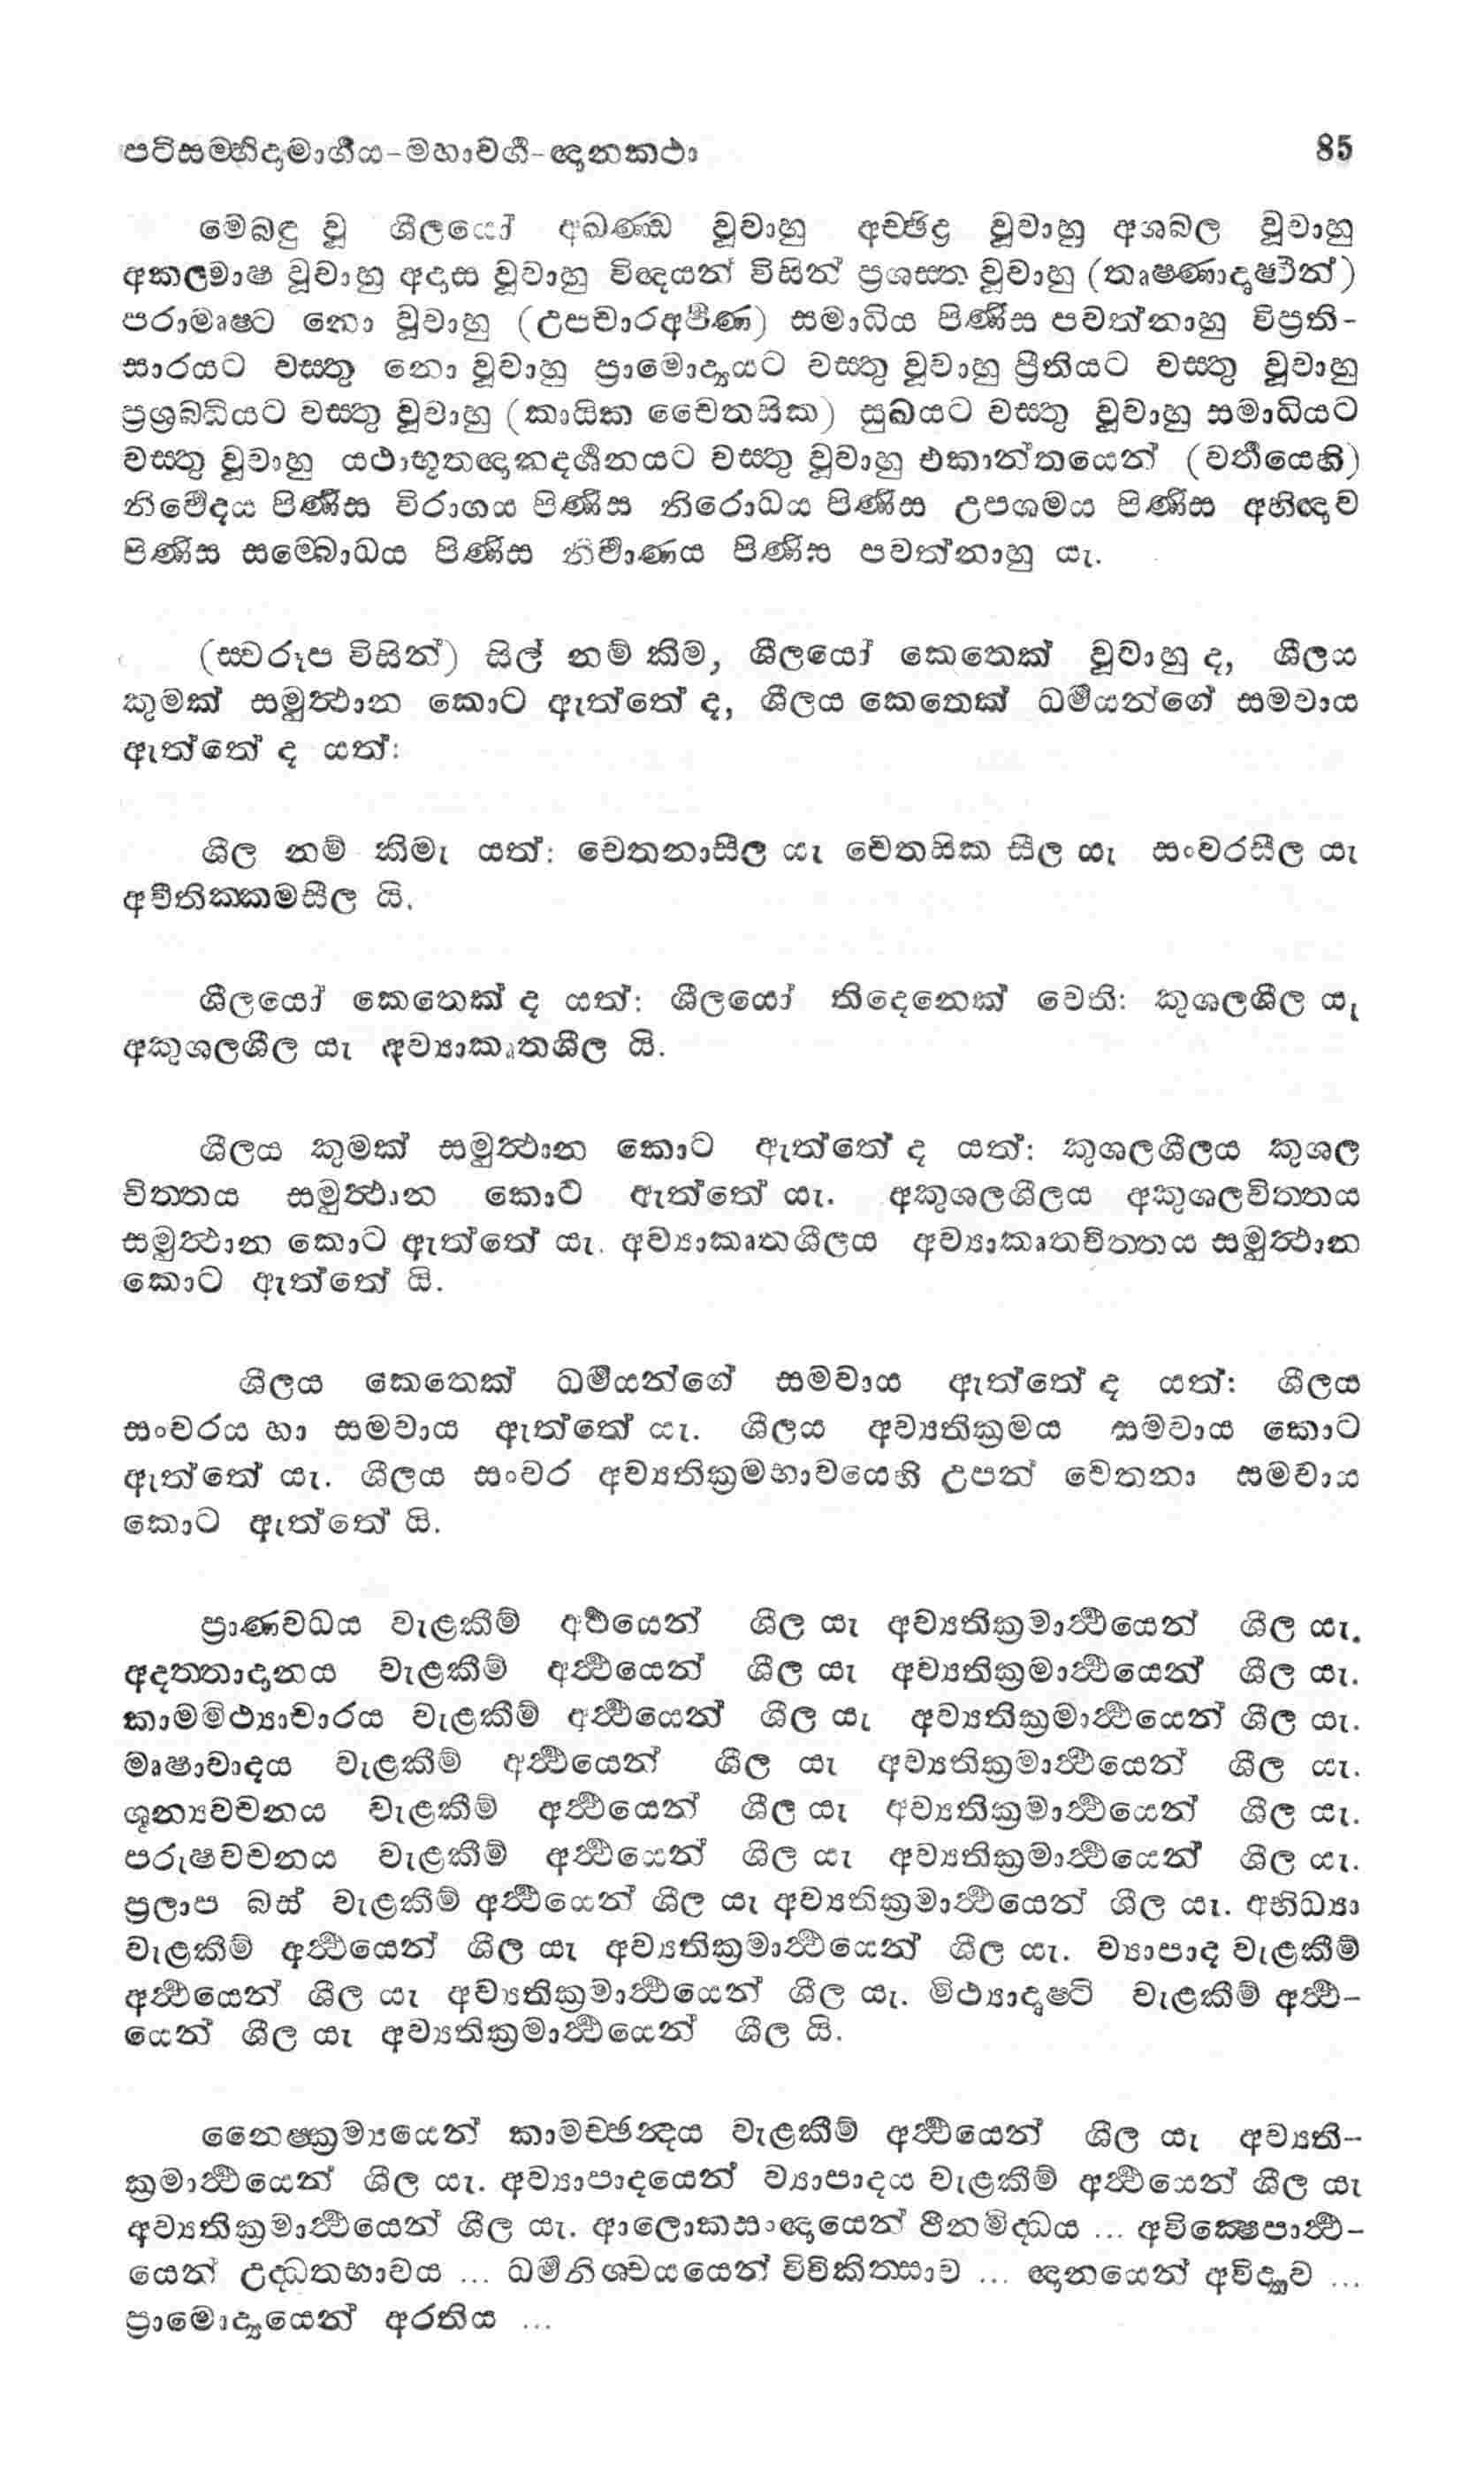 පටිසම්භිදාමාර්ගය-මහාවර්ග-ඥානකථා 85
මෙබඳු වූ ශීලයෝ අඛණ්ඩ වූවාහු අච්ඡිද්‍ර වූවාහු අශබල වූවාහු
අකල්මාෂ වූවාහු අදාස වූවාහු විඥයන් විසින් ප්‍රශස්ත වූවාහු (තෘෂ්ණාදෘෂ්ටීන්)
පරාමෘෂ්ට නො වූවාහු (උපචාරඅර්පණ) සමාධිය පිණිස පවත්නාහු විප්‍රති-
සාරයට වස්තු නො වූවාහු ප්‍රාමොද්‍යයට වස්තු වූවාහු ප්‍රීතියට වස්තු වූවාහු
ප්‍රශ්‍රබ්ධියට වස්තු වූවාහු (කායික චෛතසික) සුඛයට වස්තු වූවාහු සමාධියට
වස්තු වූවාහු යථාභූතඥානදර්ශනයට වස්තු වූවාහු එකාන්තයෙන් (වර්තයෙහි)
නිර්වේදය පිණිස විරාගය පිණිස නිරොධය පිණිස උපශමය පිණිස අභිඥාව
පිණිස සම්බොධය පිණිස නිර්වාණය පිණිස පවත්නාහු යැ.
(ස්වරූප විසින්) සිල් නම් කිම, ශීලයෝ කෙතෙක් වූවාහු ද, ශීලය
කුමක් සමුත්ථාන කොට ඇත්තේ ද, ශීලය කෙතෙක් ධර්මයන්ගේ සමවාය
ඇත්තේ ද යත්:
ශීල නම් කිමැ යත්: චෙතනාසීල යැ චෙතසික සීල යැ සංවරසීල යැ
අවීතික්කමසීල යි.
ශීලයෝ කෙතෙක් ද යත්: ශීලයෝ තිදෙනෙක් වෙති: කුශලශීල යැ
අකුශලශීල යැ අව්‍යාකෘතශීල යි.
ශීලය කුමක් සමුත්ථාන කොට ඇත්තේ ද යත්: කුශලශීලය කුශල
චිත්තය සමුත්ථාන කොට ඇත්තේ යැ. අකුශලශීලය අකුශලචිත්තය
සමුත්ථාන කොට ඇත්තේ යැ. අව්‍යාකෘතශීලය අව්‍යාකෘතචිත්තය සමුත්ථාන
කොට ඇත්තේ යි.
ශීලය කෙතෙක් ධර්මයන්ගේ සමවාය ඇත්තේ ද යත්: ශීලය
සංවරය හා සමවාය ඇත්තේ යැ. ශීලය අව්‍යතික්‍රමය සමවාය කොට
ඇත්තේ යැ. ශීලය සංවර අව්‍යතික්‍රමභාවයෙහි උපන් චෙතනා සමවාය
කොට ඇත්තේ යි.
ප්‍රාණවධය වැළකීම් අර්ථයෙන් ශීල යැ අව්‍යතික්‍රමාර්ත්ථයෙන් ශීල යැ.
අදත්තාදානය වැළකීම් අර්ත්ථයෙන් ශීල යැ අව්‍යතික්‍රමාර්ත්ථයෙන් ශීල යැ.
කාමමිථ්‍යාචාරය වැළකීම් අර්ත්ථයෙන් ශීල යැ අව්‍යතික්‍රමාර්ත්ථයෙන් ශීල යැ.
මෘෂාවාදය වැළකීම් අර්ත්ථයෙන් ශීල යැ අව්‍යතික්‍රමාර්ත්ථයෙන් ශීල යැ.
ශූන්‍යවචනය වැළකීම් අර්ත්ථයෙන් ශීල යැ අව්‍යතික්‍රමාර්ත්ථයෙන් ශීල යැ.
පරුෂවචනය වැළකීම් අර්ත්ථයෙන් ශීල යැ අව්‍යතික්‍රමාර්ත්ථයෙන් ශීල යැ.
ප්‍රලාප බස් වැළකීම් අර්ත්ථයෙන් ශීල යැ අව්‍යතික්‍රමාර්ත්ථයෙන් ශීල යැ. අභිධ්‍යා
වැළකීම් අර්ත්ථයෙන් ශීල යැ අව්‍යතික්‍රමාර්ත්ථයෙන් ශීල යැ. ව්‍යාපාද වැළකීම්
අර්ත්ථයෙන් ශීල යැ අව්‍යතික්‍රමාර්ත්ථයෙන් ශීල යැ. මිථ්‍යාදෘෂ්ටි වැළකීම් අර්ත්ථ-
යෙන් ශීල යැ අව්‍යතික්‍රමාර්ත්ථයෙන් ශීල යි.
නෛෂ්ක්‍රම්‍යයෙන් කාමච්ඡන්දය වැළකීම් අර්ත්ථයෙන් ශීල යැ අව්‍යති-
ක්‍රමාර්ත්ථයෙන් ශීල යැ. අව්‍යාපාදයෙන් ව්‍යාපාදය වැළකීම් අර්ත්ථයෙන් ශීල යැ
අව්‍යතික්‍රමාර්ත්ථයෙන් ශීල යැ. ආලොකසංඥායෙන් ථීනමිද්ධය ... අවික්ෂෙපාර්ත්ථ-
යෙන් උද්ධතභාවය ... ධර්මනිශ්චයයෙන් විචිකිත්සාව ... ඥානයෙන් අවිද්‍යාව ...
ප්‍රාමොද්‍යයෙන් අරතිය ...